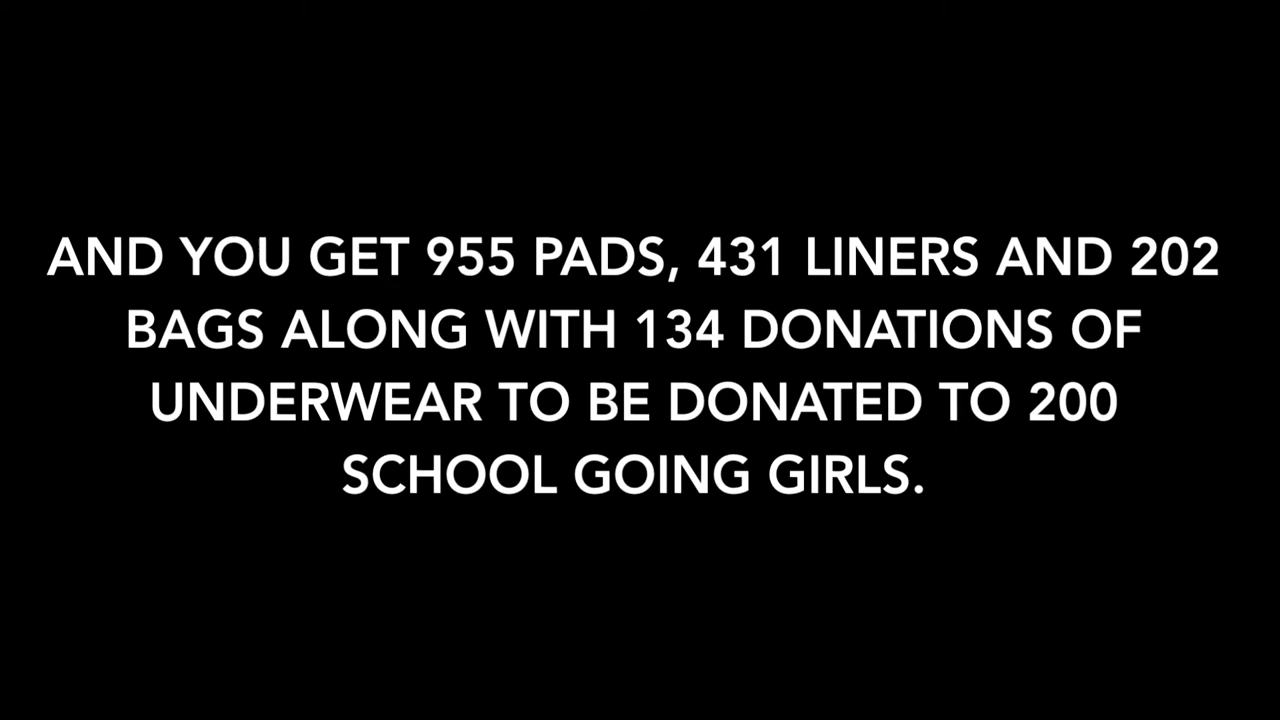 AND YOU GET 955 PADS, 431 LINERS AND 202
BAGS ALONG WITH 134 DONATIONS OF
UNDERWEAR TO BE DONATED TO 200
SCHOOL GOING GIRLS.